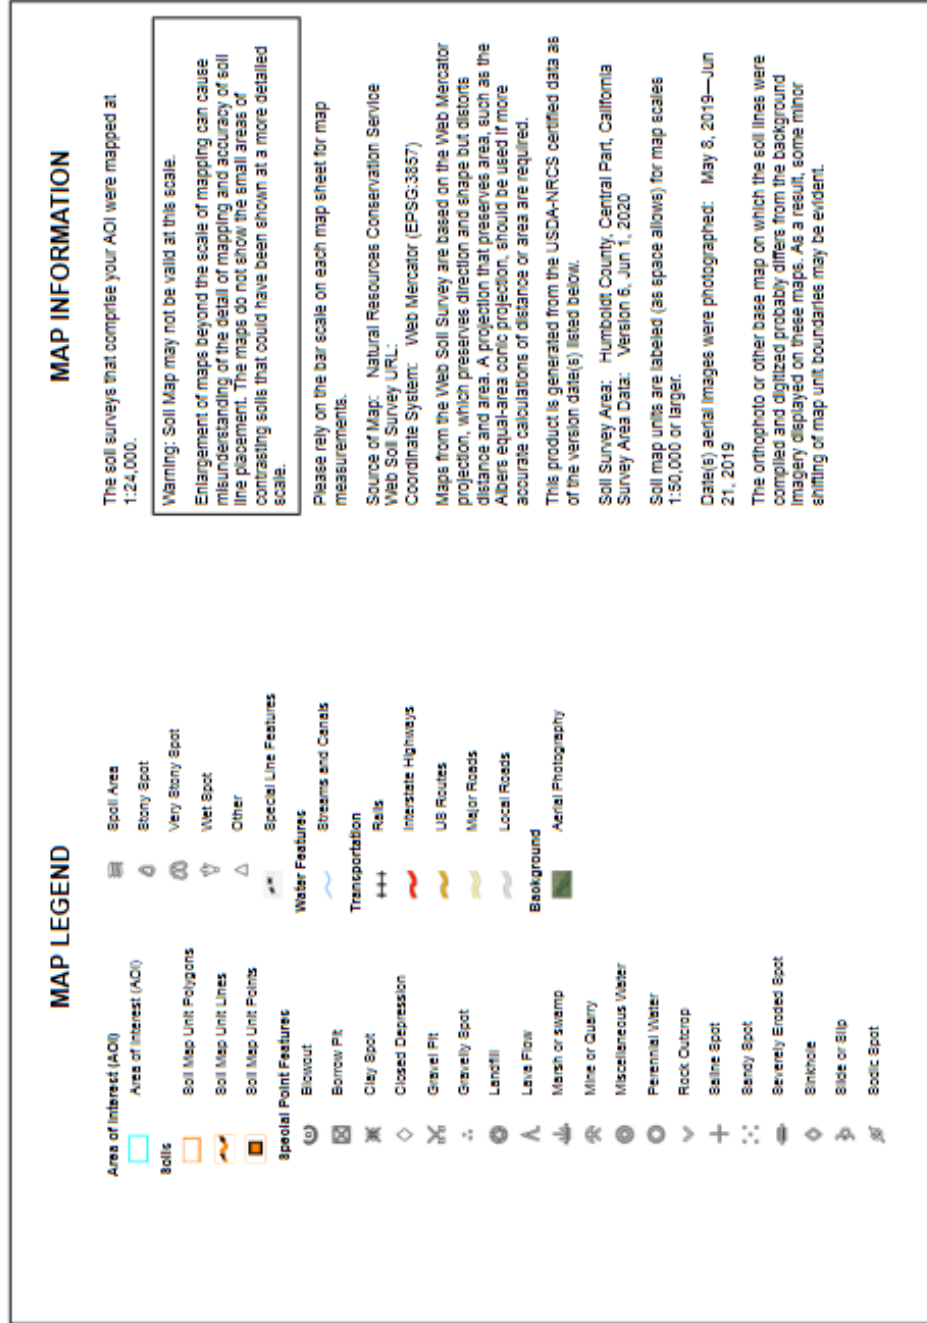 MAP LEGEND
Area of Interest (AOI)
Area of Interest (AOI)
Soils
Soil Map Unit Polygons
Soil Map Unit Lines
Soil Map Unit Points
Special Point Features
Blowout
Borrow Pit
Clay Spot
Closed Depression
Gravel Pit
Gravelly Spot
Landfill
Lava Flow
Marsh or swamp
Mine or Quarry
Miscellaneous Water
Perennial Water
Rock Outcrop
Saline Spot
Sandy Spot
Severely Eroded Spot
Sinkhole
Slide or Slip
Sodic Spot
Spoil Area
Stony Spot
Very Stony Spot
Wet Spot
Other
Special Line Features
Water Features
Streams and Canals
Transportation
Rails
Interstate Highways
US Routes
Major Roads
Local Roads
Background
Aerial Photography
MAP INFORMATION
The soil surveys that comprise your AOI were mapped at
1:24,000.
Warning: Soil Map may not be valid at this scale.
Enlargement of maps beyond the scale of mapping can cause
misunderstanding of the detail of mapping and accuracy of soil
line placement. The maps do not show the small areas of
contrasting soils that could have been shown at a more detailed
scale.
Please rely on the bar scale on each map sheet for map
measurements.
Source of Map: Natural Resources Conservation Service
Web Soil Survey URL:
Coordinate System: Web Mercator (EPSG:3857)
Maps from the Web Soil Survey are based on the Web Mercator
projection, which preserves direction and shape but distorts
distance and area. A projection that preserves area, such as the
Albers equal-area conic projection, should be used if more
accurate calculations of distance or area are required.
This product is generated from the USDA-NRCS certified data as
of the version date(s) listed below.
Soil Survey Area: Humboldt County, Central Part, California
Survey Area Data: Version 6, Jun 1, 2020
Soil map units are labeled (as space allows) for map scales
1:50,000 or larger.
Date(s) aerial images were photographed: May 8, 2019—Jun
21, 2019
The orthophoto or other base map on which the soil lines were
compiled and digitized probably differs from the background
imagery displayed on these maps. As a result, some minor
shifting of map unit boundaries may be evident.